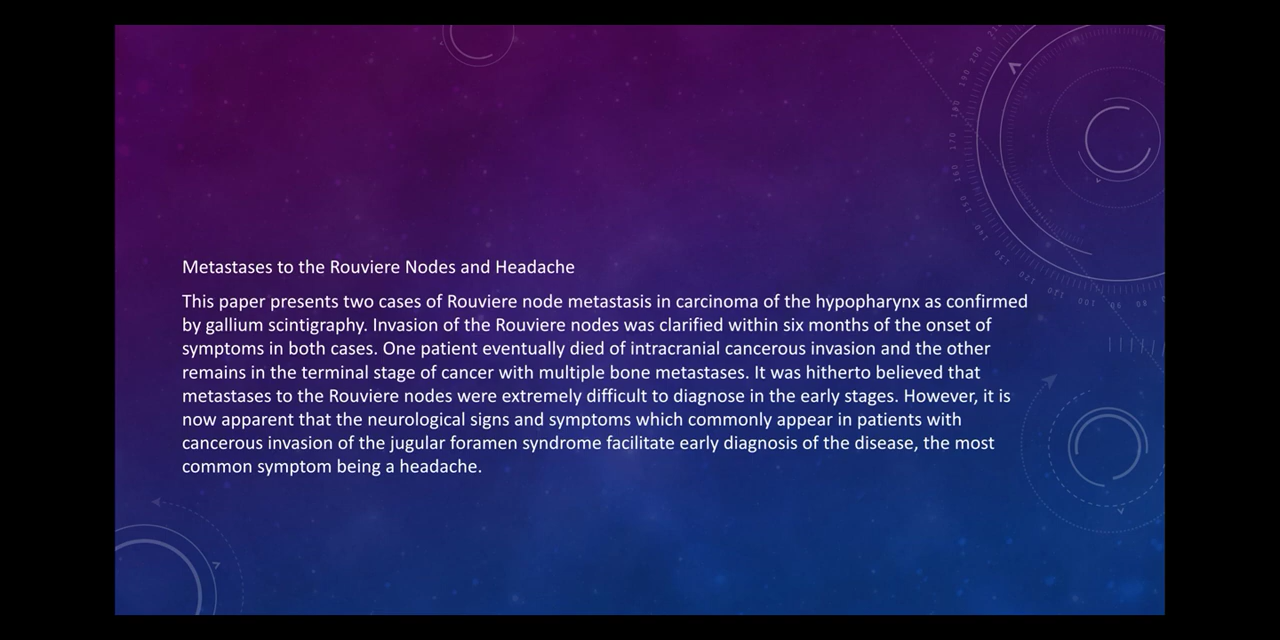 Metastases to the Rouviere Nodes and Headache
This paper presents two cases of Rouviere node metastasis in carcinoma of the hypopharynx as confirmed
by gallium scintigraphy. Invasion of the Rouviere nodes was clarified within six months of the onset of
symptoms in both cases. One patient eventually died of intracranial cancerous invasion and the other
remains in the terminal stage of cancer with multiple bone metastases. It was hitherto believed that
metastases to the Rouviere nodes were extremely difficult to diagnose in the early stages. However, it is
now apparent that the neurological signs and symptoms which commonly appear in patients with
cancerous invasion of the jugular foramen syndrome facilitate early diagnosis of the disease, the most
common symptom being a headache.